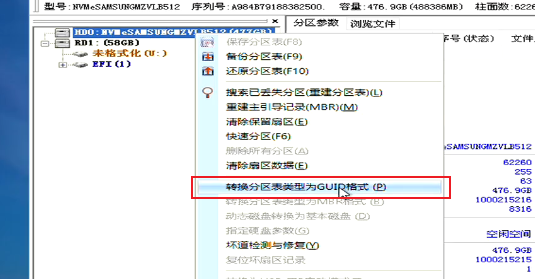 型号:NVMeSAMSUNGMZVLB512 序列号:A984B79188382500. 容量:476.9GB(488386MB) 柱面数:6226
HD0:NVMeSAMSUNGMZVLB512(477GB)
RD1:(58GB)
未格式化(U:)
EFI(1)
分区参数 浏览文件
序号(状态) 文件
保存分区表(F8)
备份分区表(F9)
还原分区表(F10)
搜索已丢失分区(重建分区表)(L)
重建主引导记录(MBR)(M)
清除保留扇区(E)
快速分区(F6)
删除所有分区(A)
清除扇区数据(E)
转换分区表类型为GUID格式(P)
转换分区表类型为MBR格式(B)
动态磁盘转换为基本磁盘(D)
指定硬盘参数(G)
坏道检测与修复(Y)
复位坏扇区记录
eSAMSUNGMZVLB512
62260
255
63
476.9GB
1000215216
8316
空闲空间
476.9GB
1000215215
1